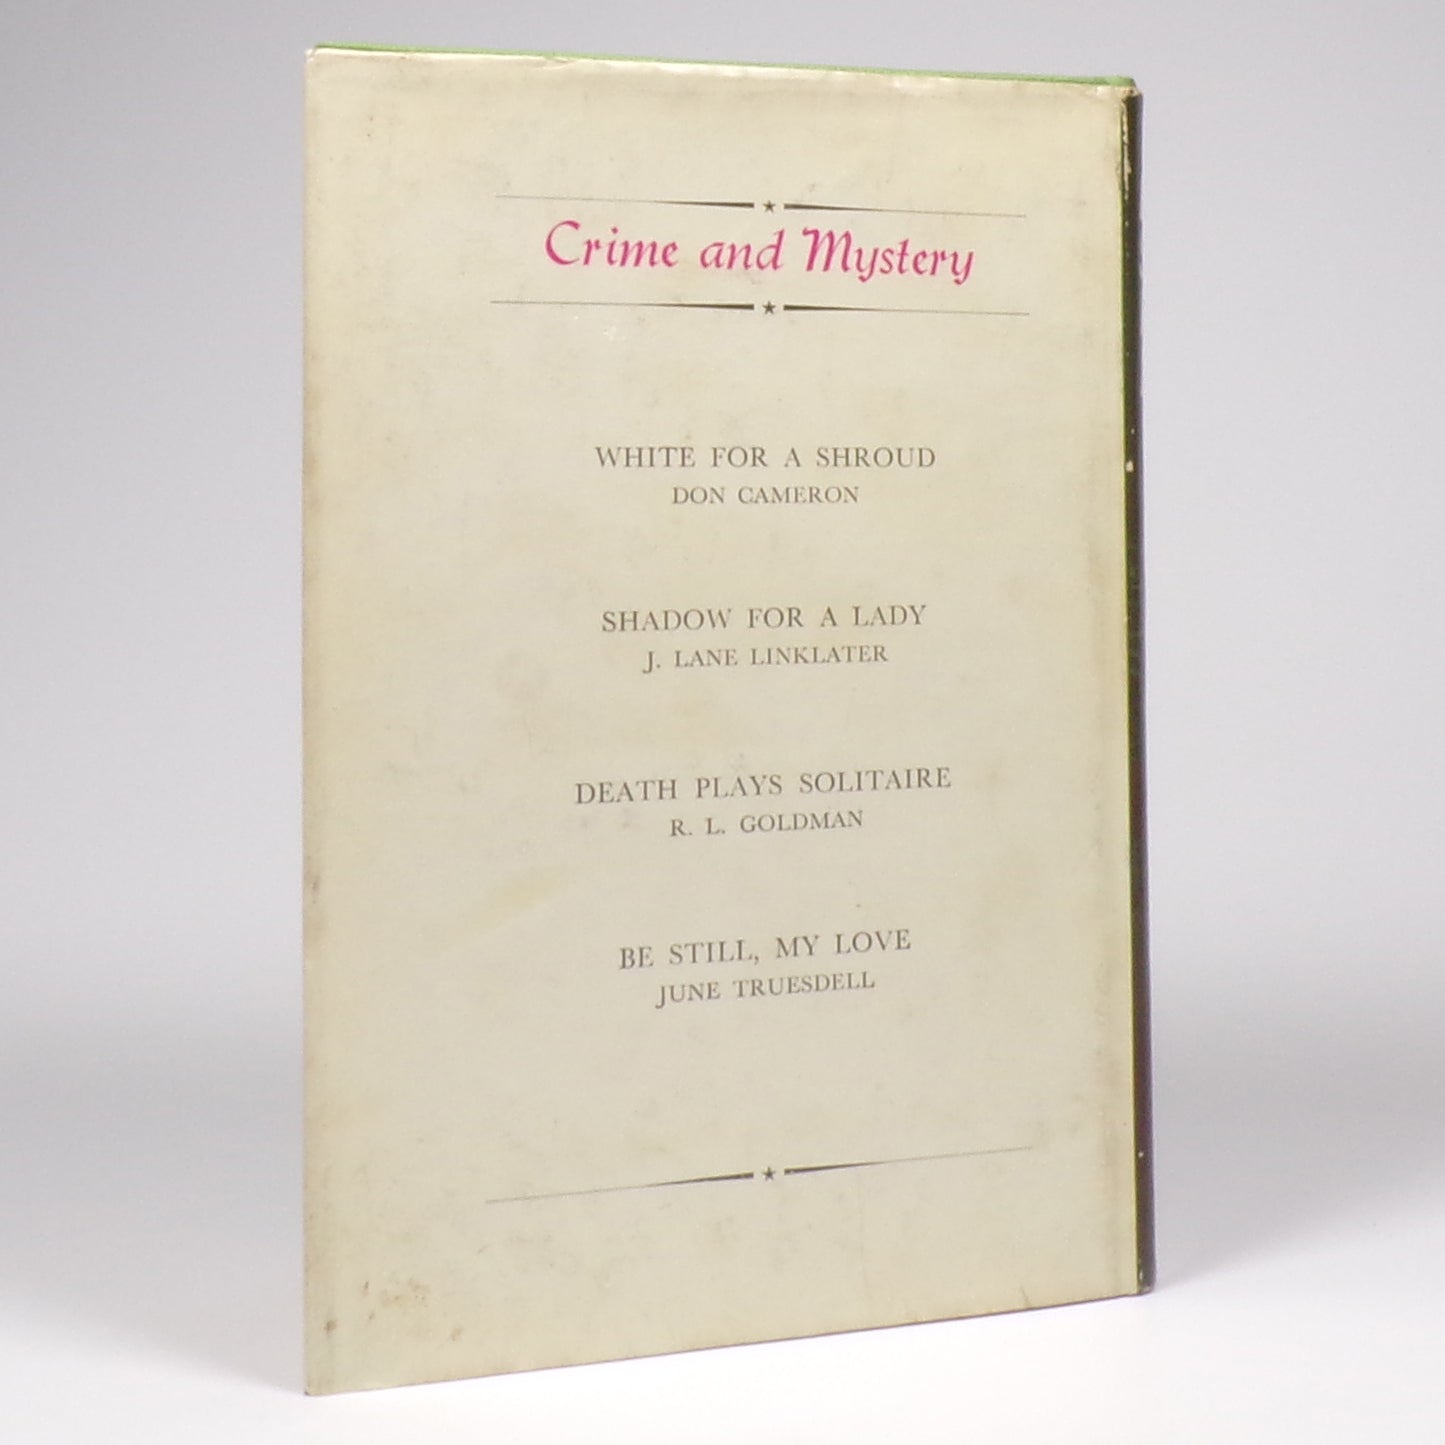 Crime and Mystery
WHITE FOR A SHROUD
DON CAMERON
SHADOW FOR A LADY
J. LANE LINKLATER
DEATH PLAYS SOLITAIRE
R. L. GOLDMAN
BE STILL, MY LOVE
JUNE TRUESDELL